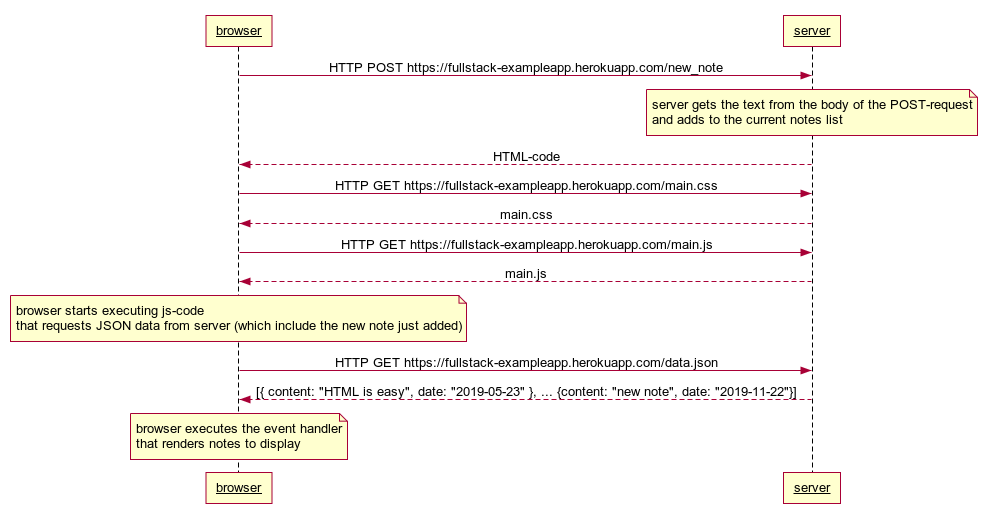 browser
server
HTTP POST https://fullstack-exampleapp.herokuapp.com/new_note
server gets the text from the body of the POST-request
and adds to the current notes list
HTML-code
HTTP GET https://fullstack-exampleapp.herokuapp.com/main.css
main.css
HTTP GET https://fullstack-exampleapp.herokuapp.com/main.js
main.js
browser starts executing js-code
that requests JSON data from server (which include the new note just added)
HTTP GET https://fullstack-exampleapp.herokuapp.com/data.json
[{ content: "HTML is easy", date: "2019-05-23" }, ... {content: "new note", date: "2019-11-22"}]
browser executes the event handler
that renders notes to display
browser
server